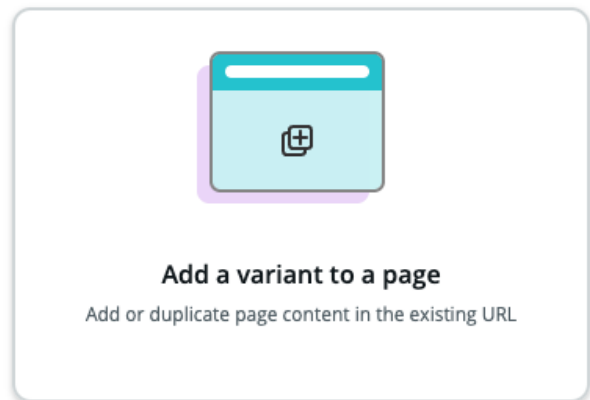 Add a variant to a page
Add or duplicate page content in the existing URL